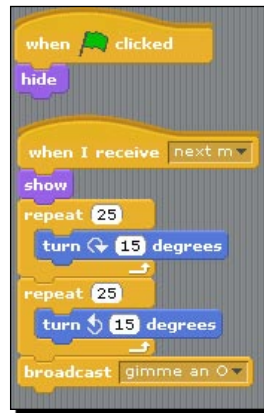 when clicked
hide
when I receive next m
show
repeat 25
turn 15 degrees
repeat 25
turn 15 degrees
broadcast gimme an O